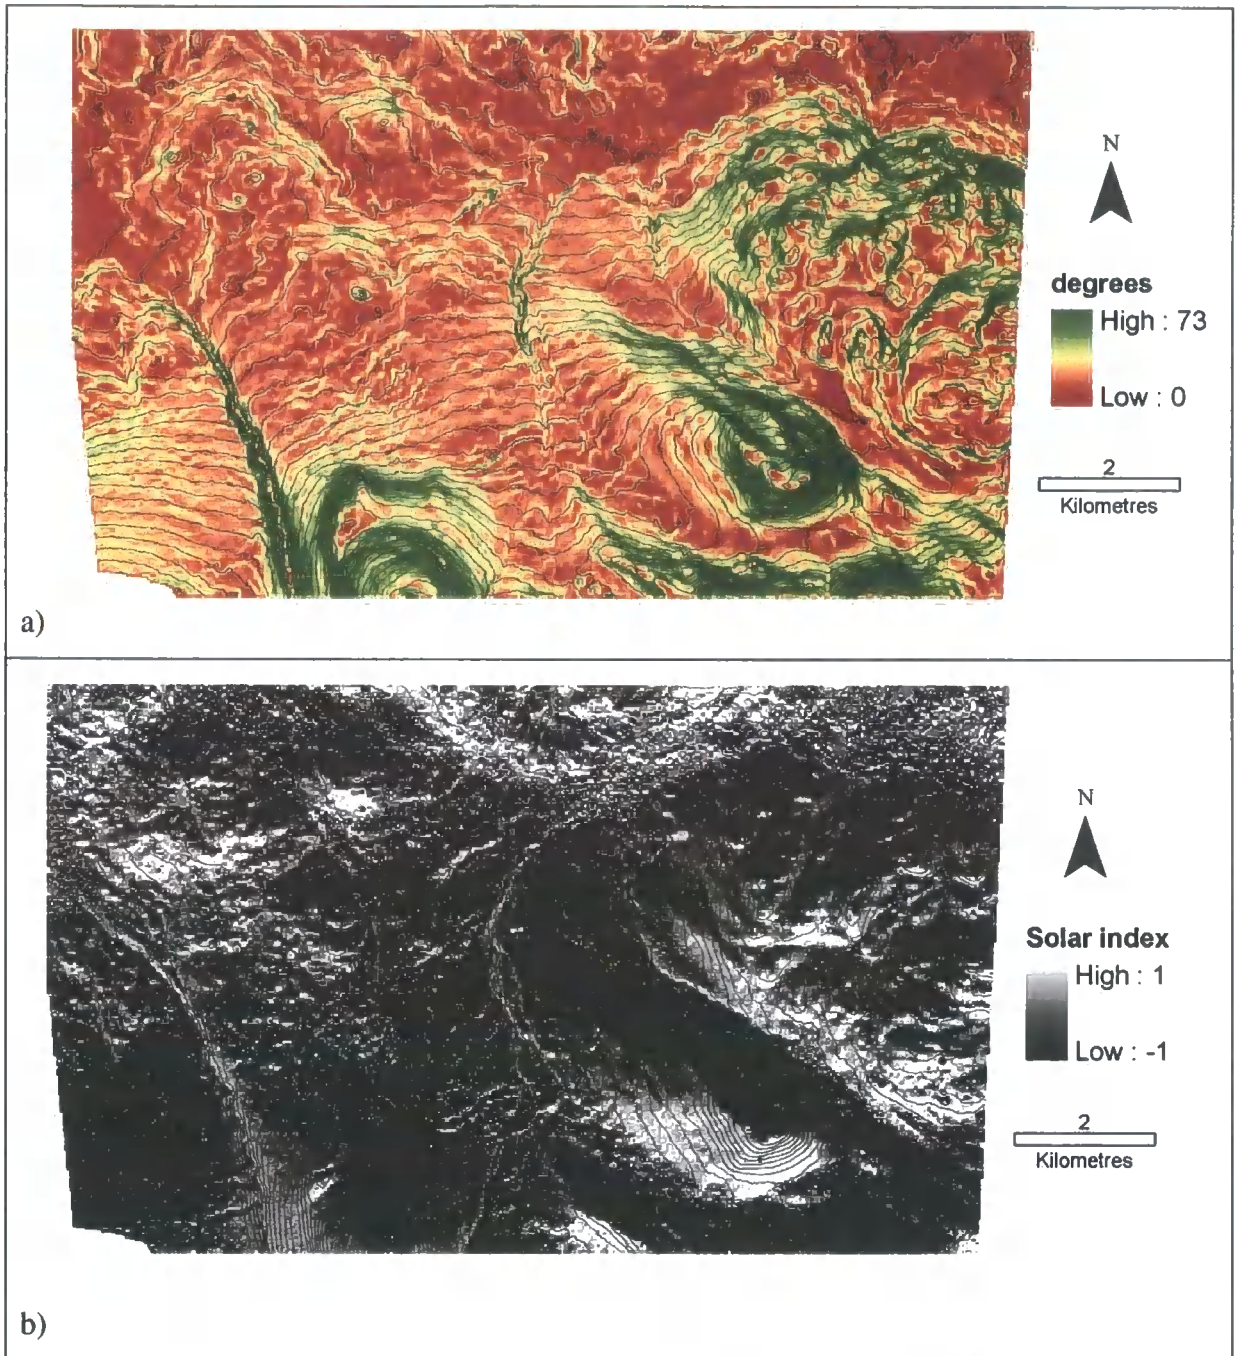 N
degrees
High : 73
Low : 0
2
Kilometres
a)
N
Solar index
High : 1
Low : -1
2
Kilometres
b)